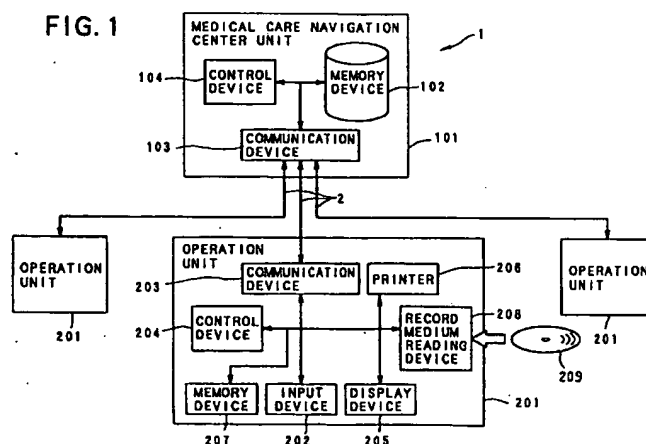 FIG. 1
MEDICAL CARE NAVIGATION
CENTER UNIT
1
104
CONTROL
DEVICE
MEMORY
DEVICE
102
103
COMMUNICATION
DEVICE
101
2
OPERATION
UNIT
201
OPERATION
UNIT
203
COMMUNICATION
DEVICE
PRINTER
206
204
CONTROL
DEVICE
RECORD
MEDIUM
READING
DEVICE
208
209
MEMORY
DEVICE
207
INPUT
DEVICE
202
DISPLAY
DEVICE
205
201
OPERATION
UNIT
201